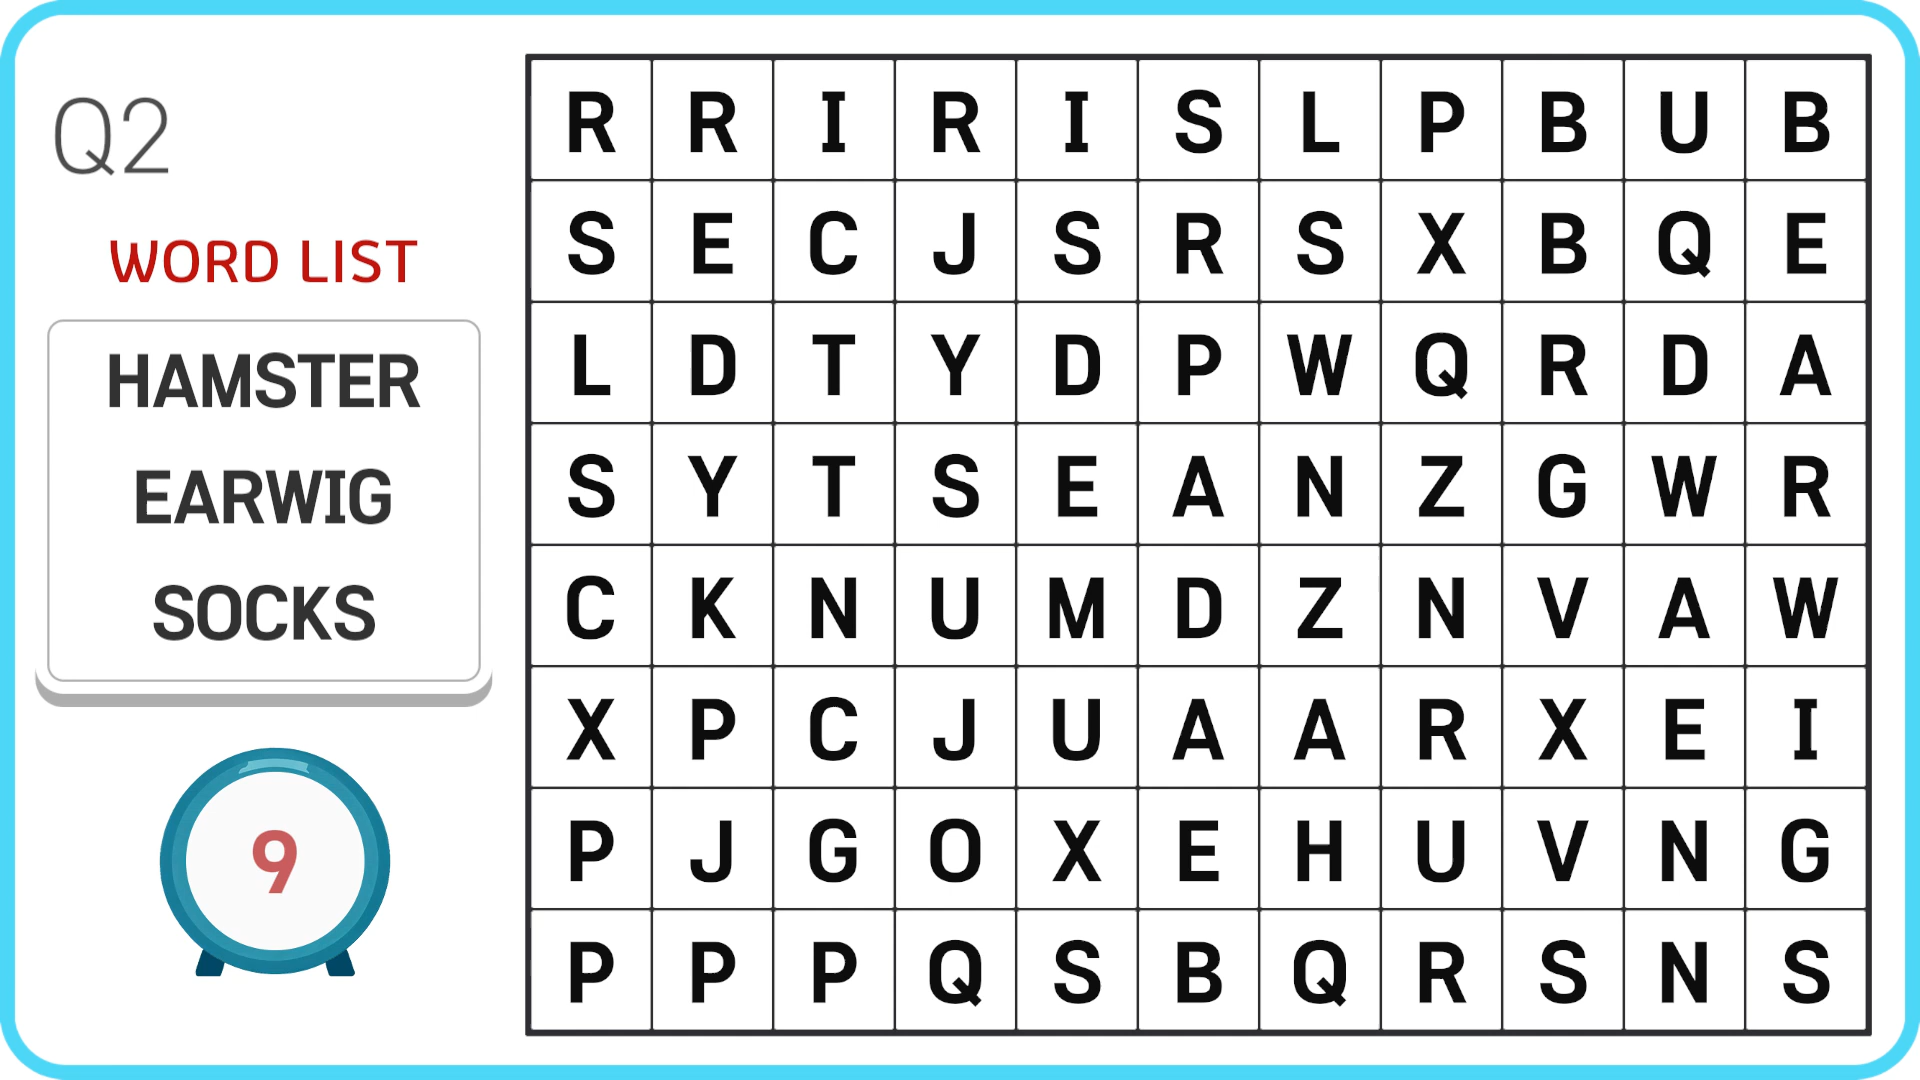 Q2
WORD LIST
HAMSTER
EARWIG
SOCKS
9
R R I R I S L P B U B
S E C J S R S X B Q E
L D T Y D P W Q R D A
S Y T S E A N Z G W R
C K N U M D Z N V A W
X P C J U A A R X E I
P J G O X E H U V N G
P P P Q S B Q R S N S